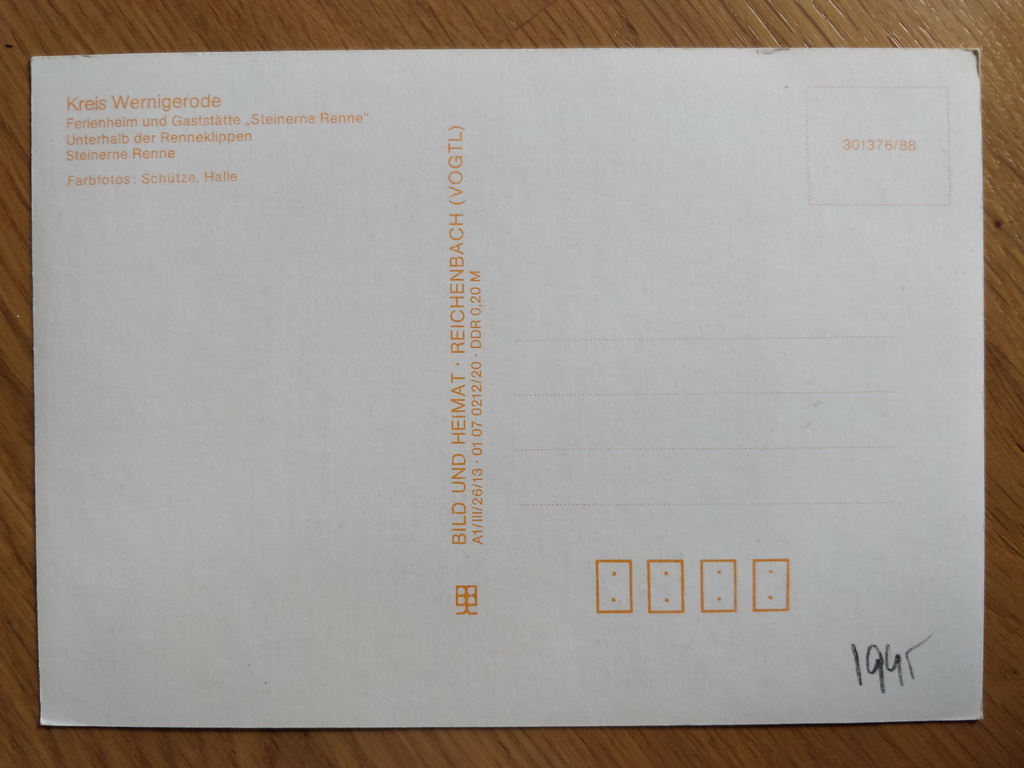 Kreis Wernigerode
Ferienheim und Gaststätte „Steinerne Renne"
Unterhalb der Renneklippen
Steinerne Renne
Farbfotos: Schütze, Halle
BILD UND HEIMAT · REICHENBACH (VOGTL)
A1/III/26/13 · 01 07 0212/20 · DDR 0,20 M
301376/88
1995